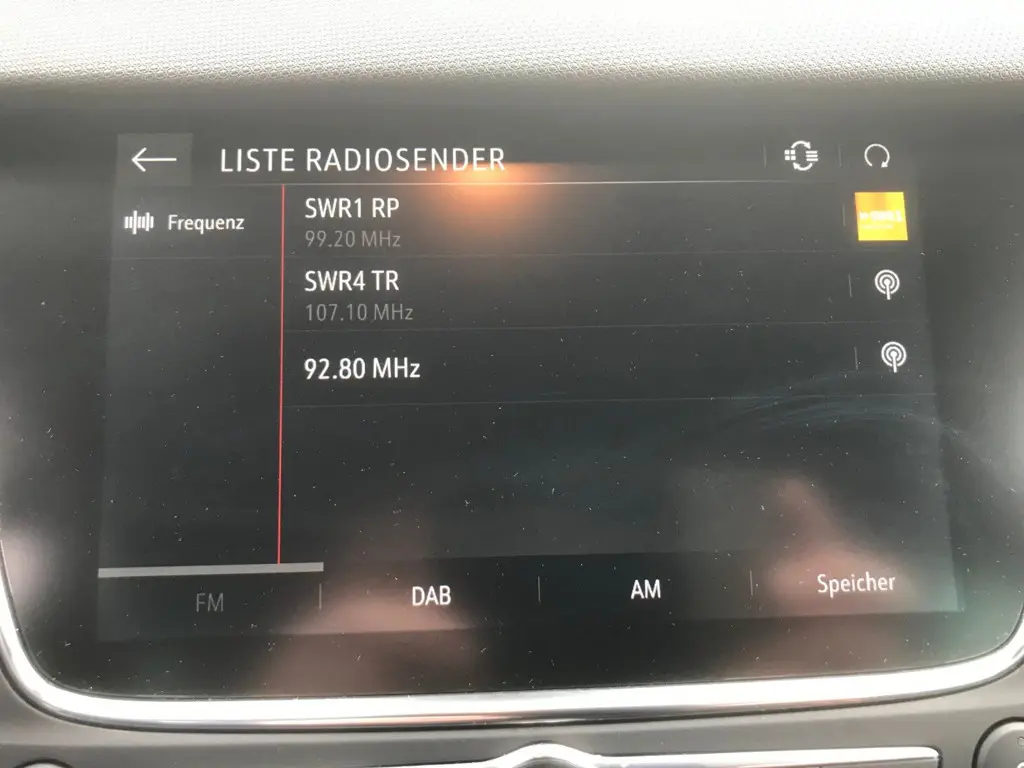 LISTE RADIOSENDER
Frequenz
SWR1 RP
99.20 MHz
SWR4 TR
107.10 MHz
92.80 MHz
FM
DAB
AM
Speicher